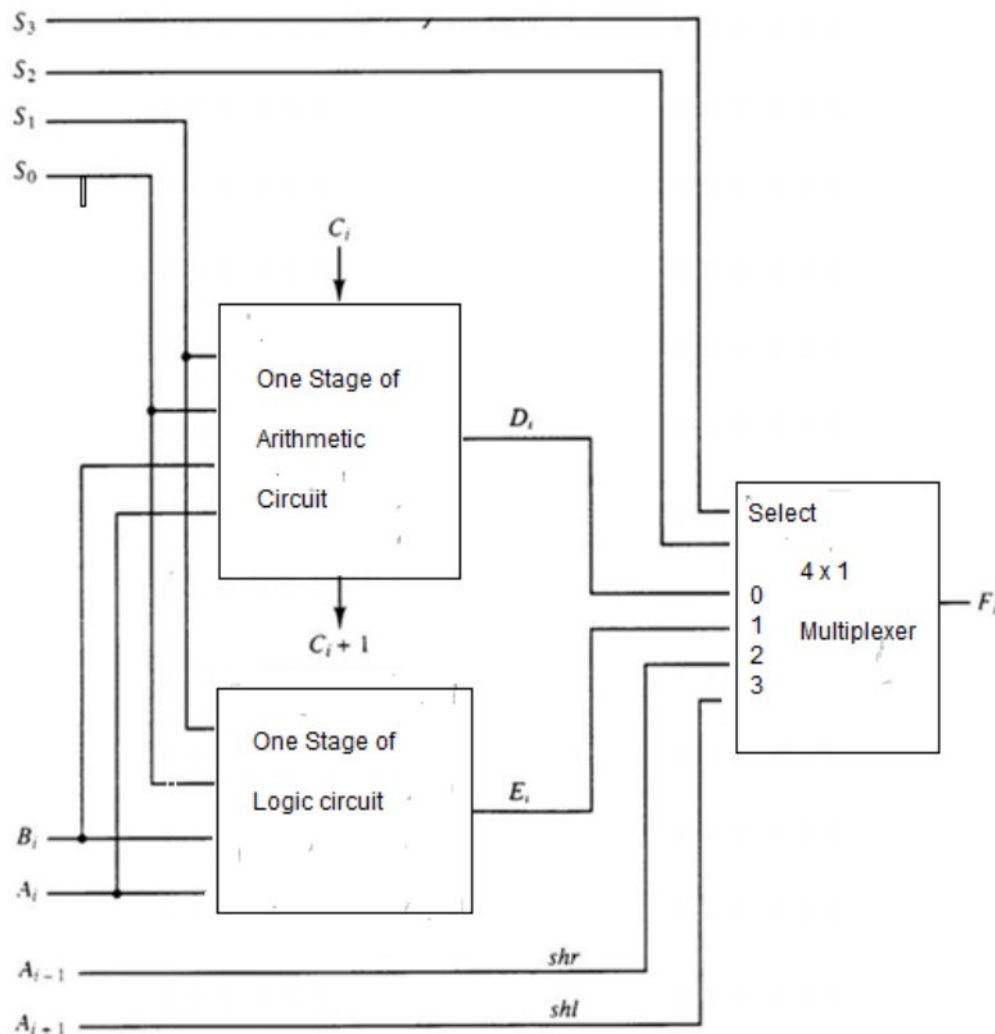 S3
S2
S1
S0
Ci
One Stage of
Arithmetic
Circuit
Di
Ci + 1
Select
4 x 1
0
1
Multiplexer
2
3
Fi
One Stage of
Logic circuit
Ei
Bi
Ai
Ai−1
shr
Ai+1
shl